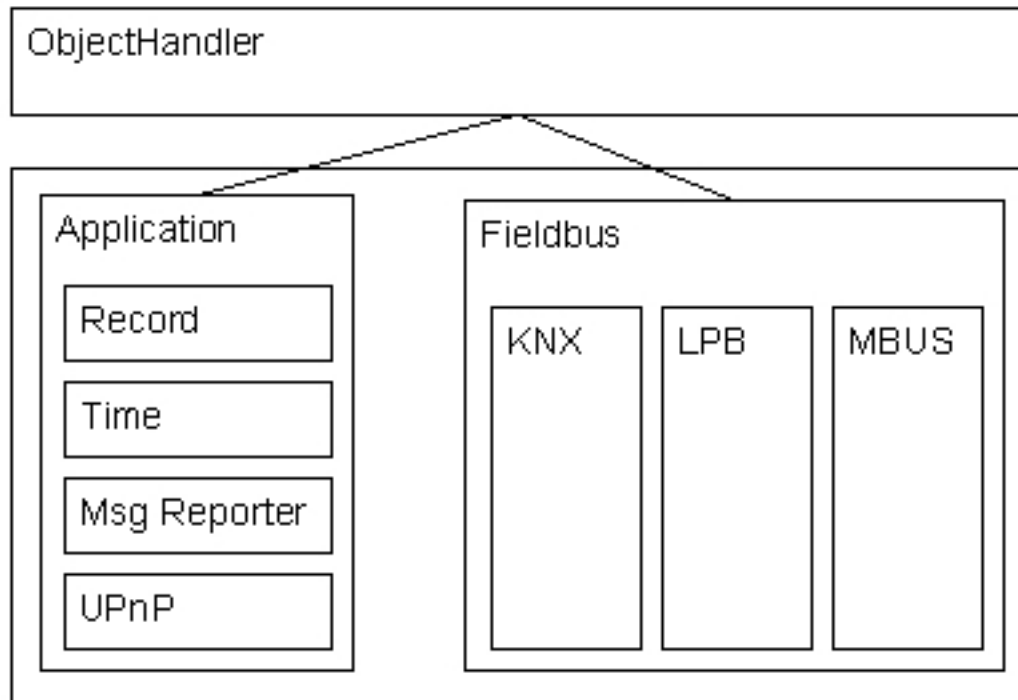 ObjectHandler
Application
Record
Time
Msg Reporter
UPnP
Fieldbus
KNX
LPB
MBUS